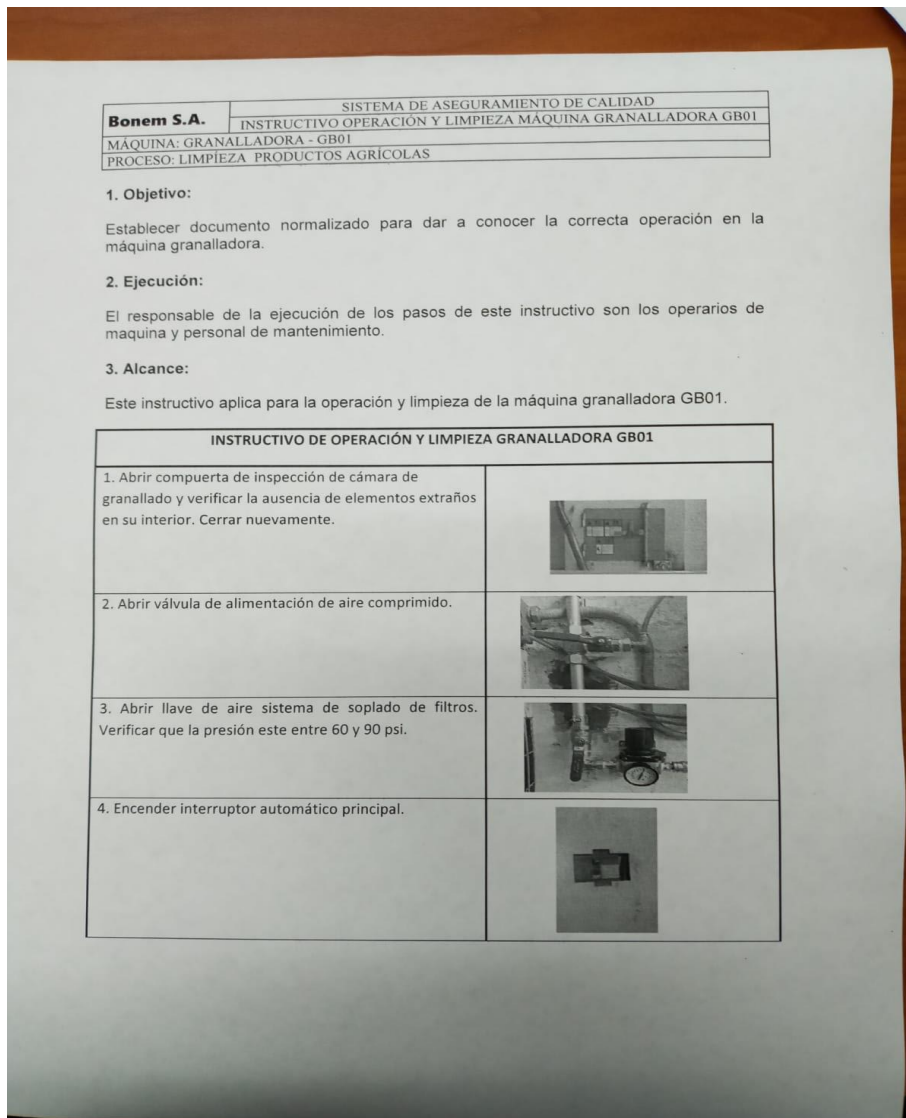 Bonem S.A.
SISTEMA DE ASEGURAMIENTO DE CALIDAD
INSTRUCTIVO OPERACIÓN Y LIMPIEZA MÁQUINA GRANALLADORA GB01
MÁQUINA: GRANALLADORA - GB01
PROCESO: LIMPÍEZA PRODUCTOS AGRÍCOLAS
1. Objetivo:
Establecer documento normalizado para dar a conocer la correcta operación en la
máquina granalladora.
2. Ejecución:
El responsable de la ejecución de los pasos de este instructivo son los operarios de
maquina y personal de mantenimiento.
3. Alcance:
Este instructivo aplica para la operación y limpieza de la máquina granalladora GB01.
INSTRUCTIVO DE OPERACIÓN Y LIMPIEZA GRANALLADORA GB01
1. Abrir compuerta de inspección de cámara de
granallado y verificar la ausencia de elementos extraños
en su interior. Cerrar nuevamente.
2. Abrir válvula de alimentación de aire comprimido.
3. Abrir llave de aire sistema de soplado de filtros.
Verificar que la presión este entre 60 y 90 psi.
4. Encender interruptor automático principal.